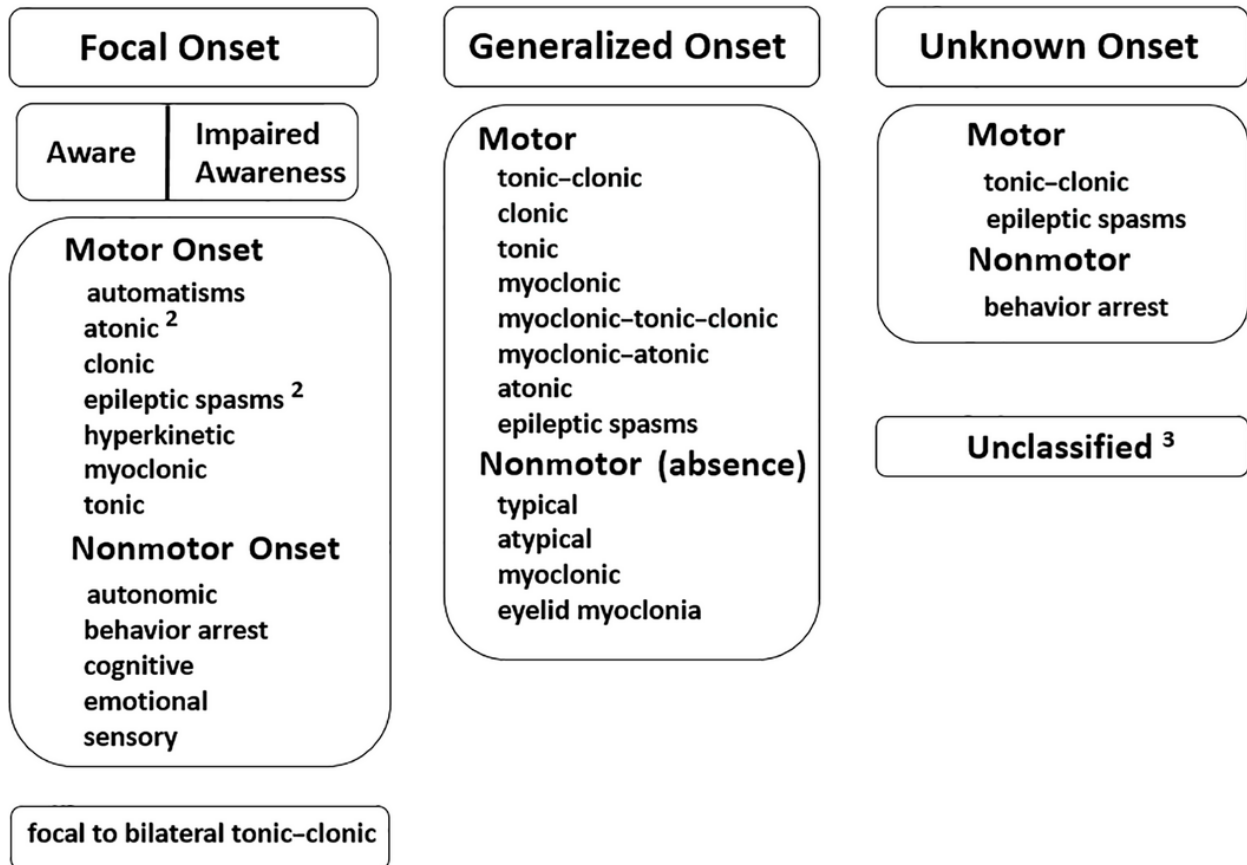 Focal Onset
Aware
Impaired
Awareness
Motor Onset
automatisms
atonic ²
clonic
epileptic spasms ²
hyperkinetic
myoclonic
tonic
Nonmotor Onset
autonomic
behavior arrest
cognitive
emotional
sensory
focal to bilateral tonic–clonic
Generalized Onset
Motor
tonic–clonic
clonic
tonic
myoclonic
myoclonic–tonic–clonic
myoclonic–atonic
atonic
epileptic spasms
Nonmotor (absence)
typical
atypical
myoclonic
eyelid myoclonia
Unknown Onset
Motor
tonic–clonic
epileptic spasms
Nonmotor
behavior arrest
Unclassified ³